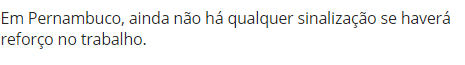 Em Pernambuco, ainda não há qualquer sinalização se haverá
reforço no trabalho.